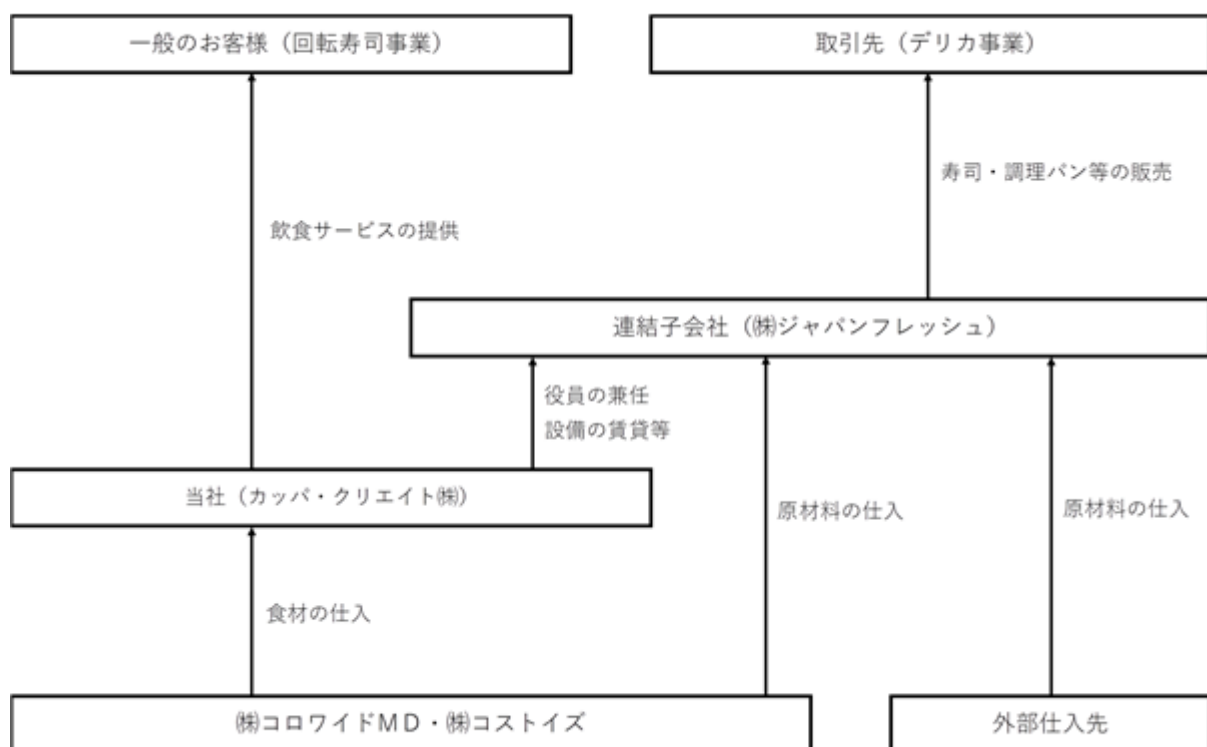 一般のお客様（回転寿司事業）
取引先（デリカ事業）
寿司・調理パン等の販売
飲食サービスの提供
連結子会社（㈱ジャパンフレッシュ）
役員の兼任
設備の賃貸等
当社（カッパ・クリエイト㈱）
原材料の仕入
原材料の仕入
食材の仕入
㈱コロワイドＭＤ・㈱コストイズ
外部仕入先